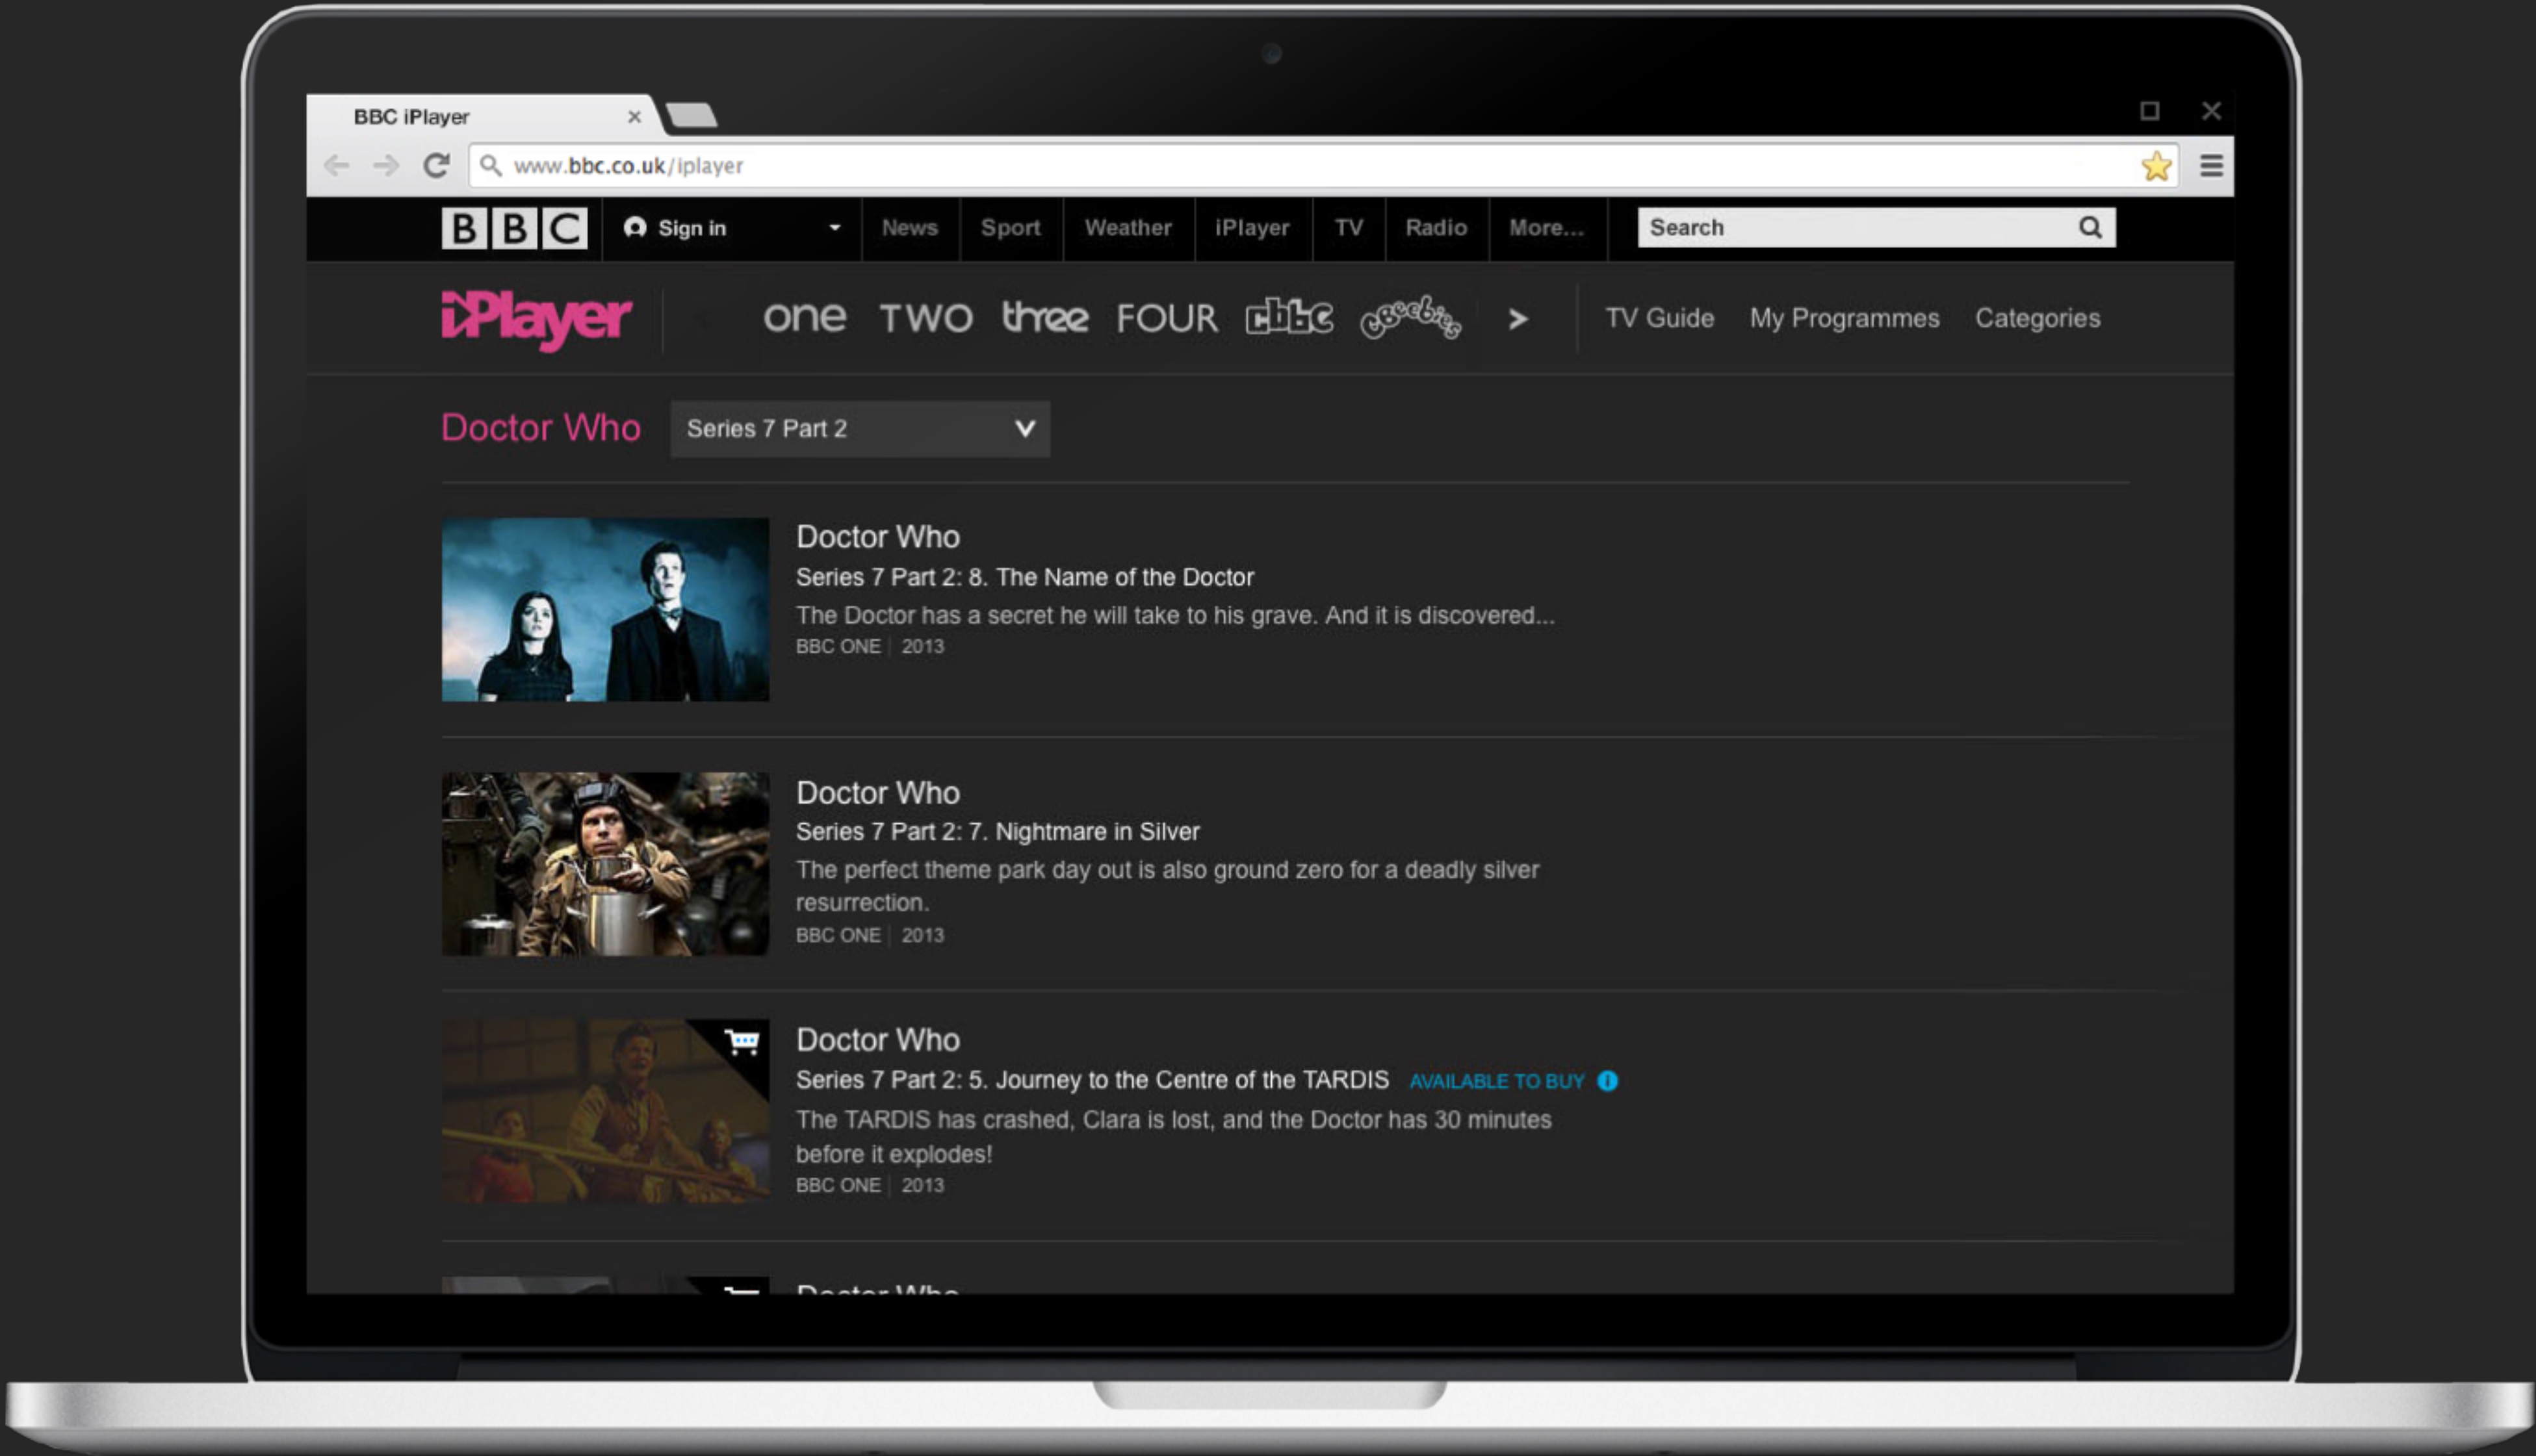 BBC iPlayer
www.bbc.co.uk/iplayer
BBC Sign in News Sport Weather iPlayer TV Radio More... Search
iPlayer one TWO three FOUR cbbc cbeebies > TV Guide My Programmes Categories
Doctor Who Series 7 Part 2
Doctor Who
Series 7 Part 2: 8. The Name of the Doctor
The Doctor has a secret he will take to his grave. And it is discovered...
BBC ONE 2013
Doctor Who
Series 7 Part 2: 7. Nightmare in Silver
The perfect theme park day out is also ground zero for a deadly silver
resurrection.
BBC ONE 2013
Doctor Who
Series 7 Part 2: 5. Journey to the Centre of the TARDIS AVAILABLE TO BUY i
The TARDIS has crashed, Clara is lost, and the Doctor has 30 minutes
before it explodes!
BBC ONE 2013
Doctor Who